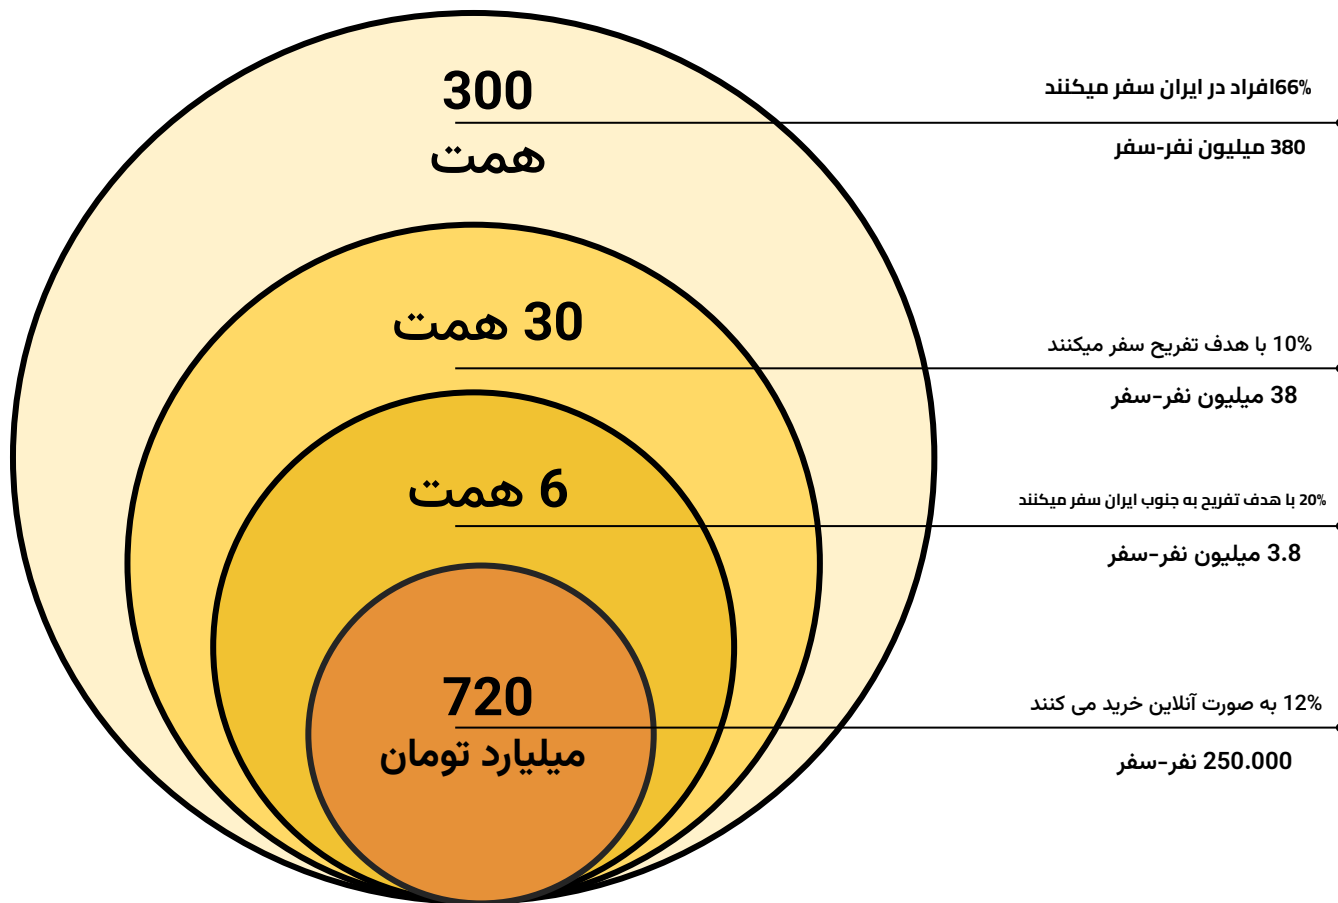 300
همت
66%افراد در ایران سفر میکنند
380 میلیون نفر-سفر
30 همت
10% با هدف تفریح سفر میکنند
38 میلیون نفر-سفر
6 همت
20% با هدف تفریح به جنوب ایران سفر میکنند
3.8 میلیون نفر-سفر
720
میلیارد تومان
12% به صورت آنلاین خرید می کنند
250.000 نفر-سفر